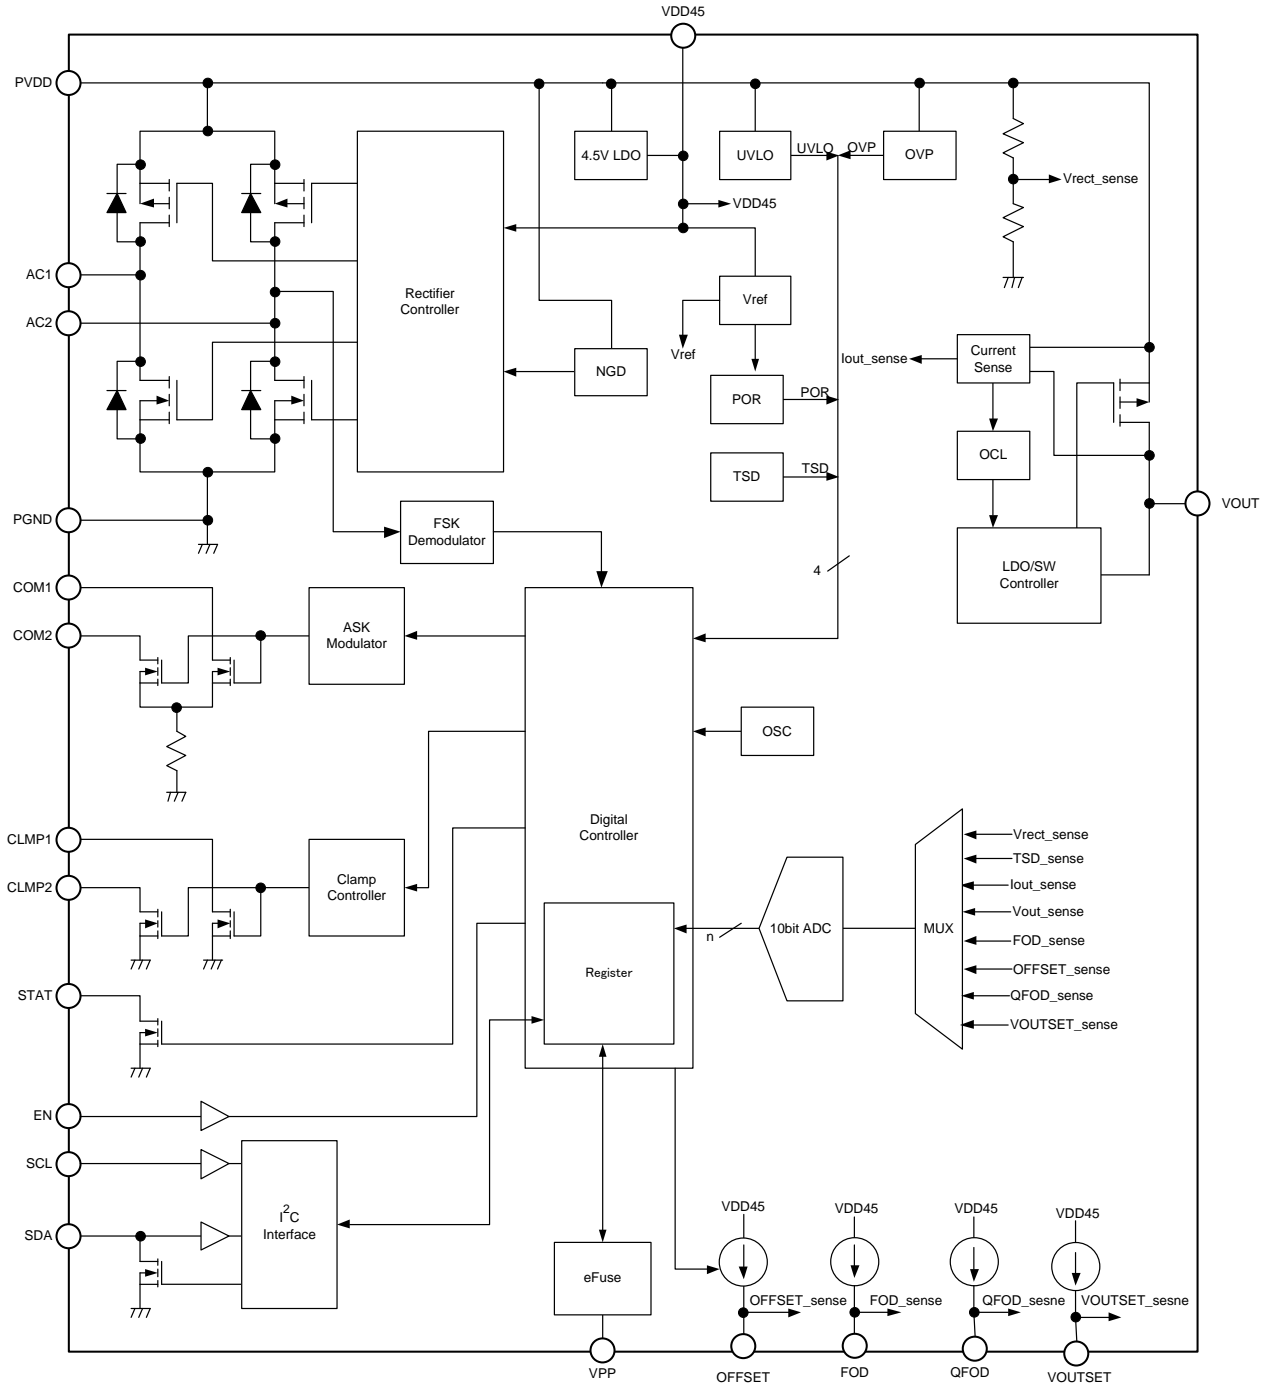 VDD45
PVDD
4.5V LDO
UVLO
UVLO
OVP
OVP
Vrect_sense
VDD45
AC1
AC2
Rectifier
Controller
Vref
Vref
NGD
POR
POR
Iout_sense
Current
Sense
OCL
TSD
TSD
VOUT
PGND
FSK
Demodulator
LDO/SW
Controller
4
COM1
COM2
ASK
Modulator
OSC
Digital
Controller
CLMP1
CLMP2
Clamp
Controller
Register
n
10bit ADC
MUX
Vrect_sense
TSD_sense
Iout_sense
Vout_sense
FOD_sense
OFFSET_sense
QFOD_sense
VOUTSET_sense
STAT
EN
SCL
SDA
I2C
Interface
eFuse
VPP
VDD45
VDD45
VDD45
VDD45
OFFSET_sense
FOD_sense
QFOD_sesne
VOUTSET_sesne
OFFSET
FOD
QFOD
VOUTSET